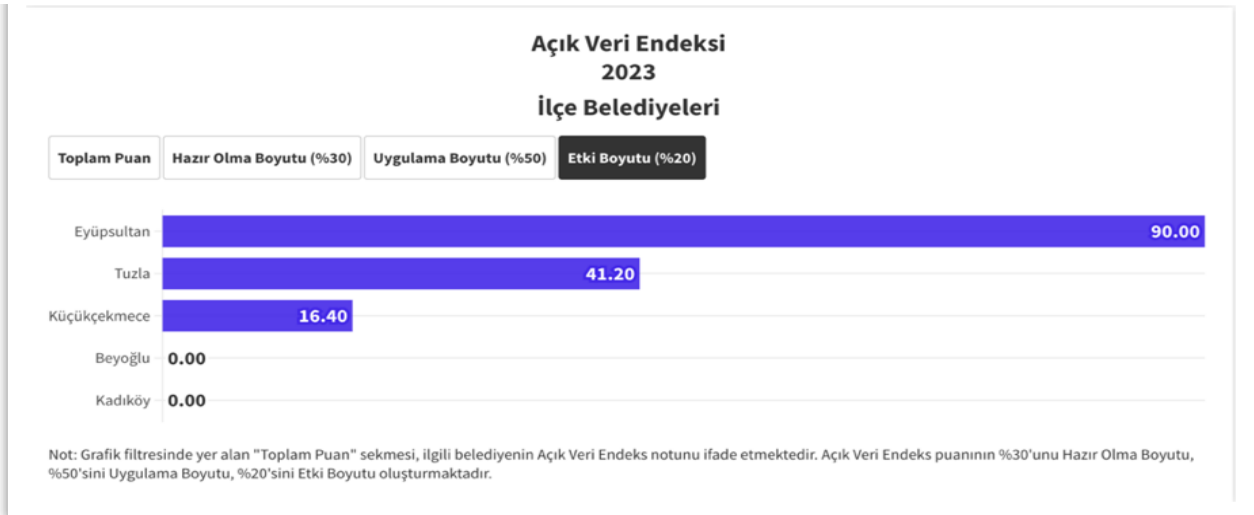 Açık Veri Endeksi
2023
İlçe Belediyeleri
Toplam Puan
Hazır Olma Boyutu (%30)
Uygulama Boyutu (%50)
Etki Boyutu (%20)
Eyüpsultan 90.00
Tuzla 41.20
Küçükçekmece 16.40
Beyoğlu 0.00
Kadıköy 0.00
Not: Grafik filtresinde yer alan "Toplam Puan" sekmesi, ilgili belediyenin Açık Veri Endeks notunu ifade etmektedir. Açık Veri Endeks puanının %30'unu Hazır Olma Boyutu,
%50'sini Uygulama Boyutu, %20'sini Etki Boyutu oluşturmaktadır.